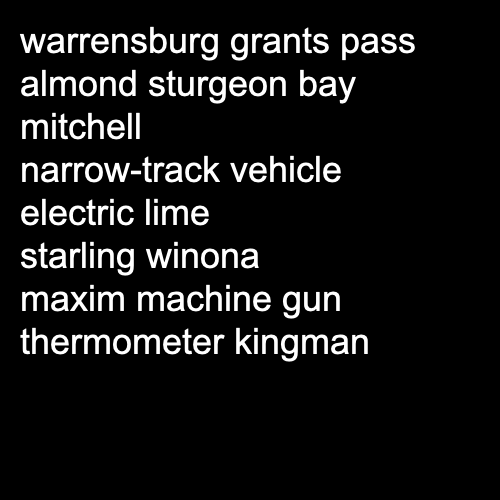 warrensburg grants pass
almond sturgeon bay
mitchell
narrow-track vehicle
electric lime
starling winona
maxim machine gun
thermometer kingman